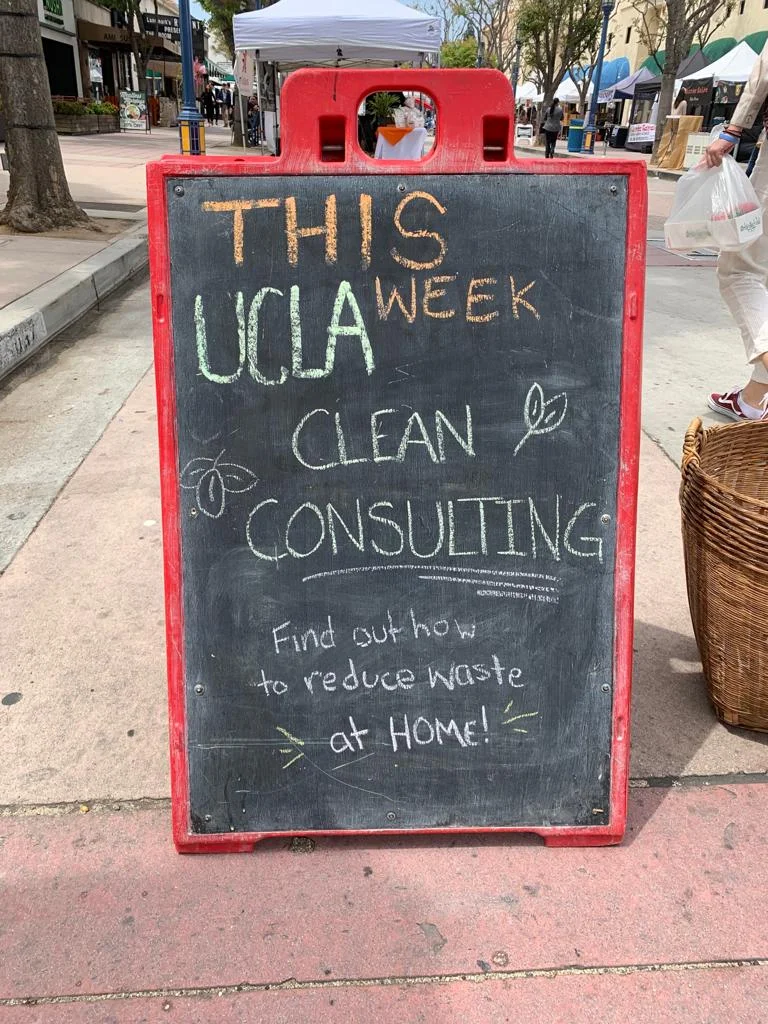 THIS
WEEK
UCLA
CLEAN
CONSULTING
Find out how
to reduce waste
at HOME!